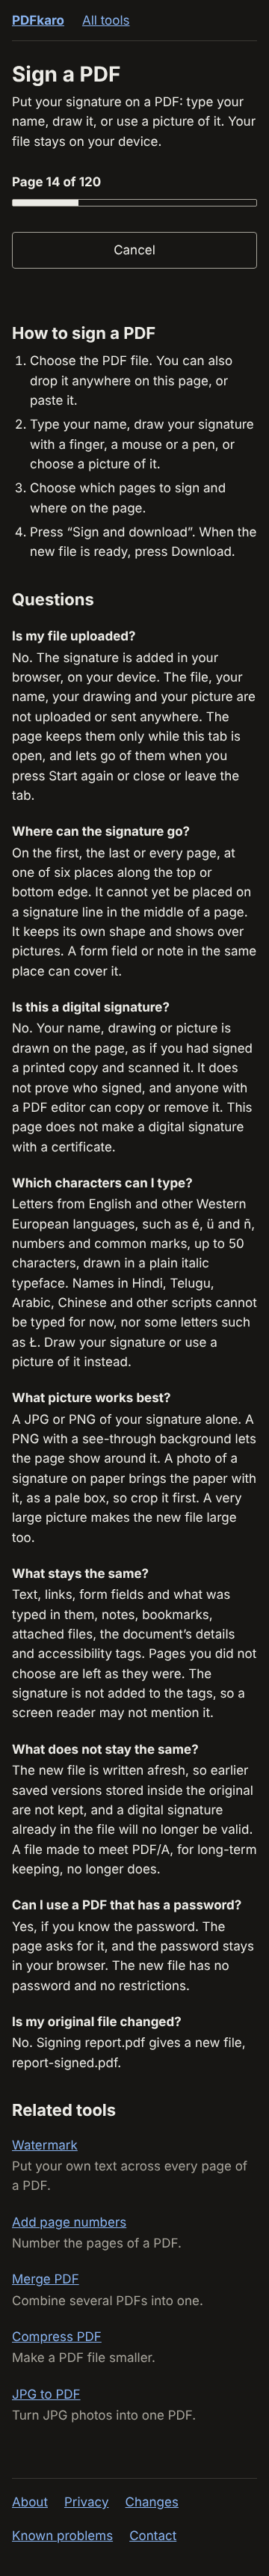 PDFkaro All tools
Sign a PDF
Put your signature on a PDF: type your
name, draw it, or use a picture of it. Your
file stays on your device.
Page 14 of 120
Cancel
How to sign a PDF
1. Choose the PDF file. You can also
drop it anywhere on this page, or
paste it.
2. Type your name, draw your signature
with a finger, a mouse or a pen, or
choose a picture of it.
3. Choose which pages to sign and
where on the page.
4. Press “Sign and download”. When the
new file is ready, press Download.
Questions
Is my file uploaded?
No. The signature is added in your
browser, on your device. The file, your
name, your drawing and your picture are
not uploaded or sent anywhere. The
page keeps them only while this tab is
open, and lets go of them when you
press Start again or close or leave the
tab.
Where can the signature go?
On the first, the last or every page, at
one of six places along the top or
bottom edge. It cannot yet be placed on
a signature line in the middle of a page.
It keeps its own shape and shows over
pictures. A form field or note in the same
place can cover it.
Is this a digital signature?
No. Your name, drawing or picture is
drawn on the page, as if you had signed
a printed copy and scanned it. It does
not prove who signed, and anyone with
a PDF editor can copy or remove it. This
page does not make a digital signature
with a certificate.
Which characters can I type?
Letters from English and other Western
European languages, such as é, ü and ñ,
numbers and common marks, up to 50
characters, drawn in a plain italic
typeface. Names in Hindi, Telugu,
Arabic, Chinese and other scripts cannot
be typed for now, nor some letters such
as Ł. Draw your signature or use a
picture of it instead.
What picture works best?
A JPG or PNG of your signature alone. A
PNG with a see-through background lets
the page show around it. A photo of a
signature on paper brings the paper with
it, as a pale box, so crop it first. A very
large picture makes the new file large
too.
What stays the same?
Text, links, form fields and what was
typed in them, notes, bookmarks,
attached files, the document’s details
and accessibility tags. Pages you did not
choose are left as they were. The
signature is not added to the tags, so a
screen reader may not mention it.
What does not stay the same?
The new file is written afresh, so earlier
saved versions stored inside the original
are not kept, and a digital signature
already in the file will no longer be valid.
A file made to meet PDF/A, for long-term
keeping, no longer does.
Can I use a PDF that has a password?
Yes, if you know the password. The
page asks for it, and the password stays
in your browser. The new file has no
password and no restrictions.
Is my original file changed?
No. Signing report.pdf gives a new file,
report-signed.pdf.
Related tools
Watermark
Put your own text across every page of
a PDF.
Add page numbers
Number the pages of a PDF.
Merge PDF
Combine several PDFs into one.
Compress PDF
Make a PDF file smaller.
JPG to PDF
Turn JPG photos into one PDF.
About Privacy Changes
Known problems Contact